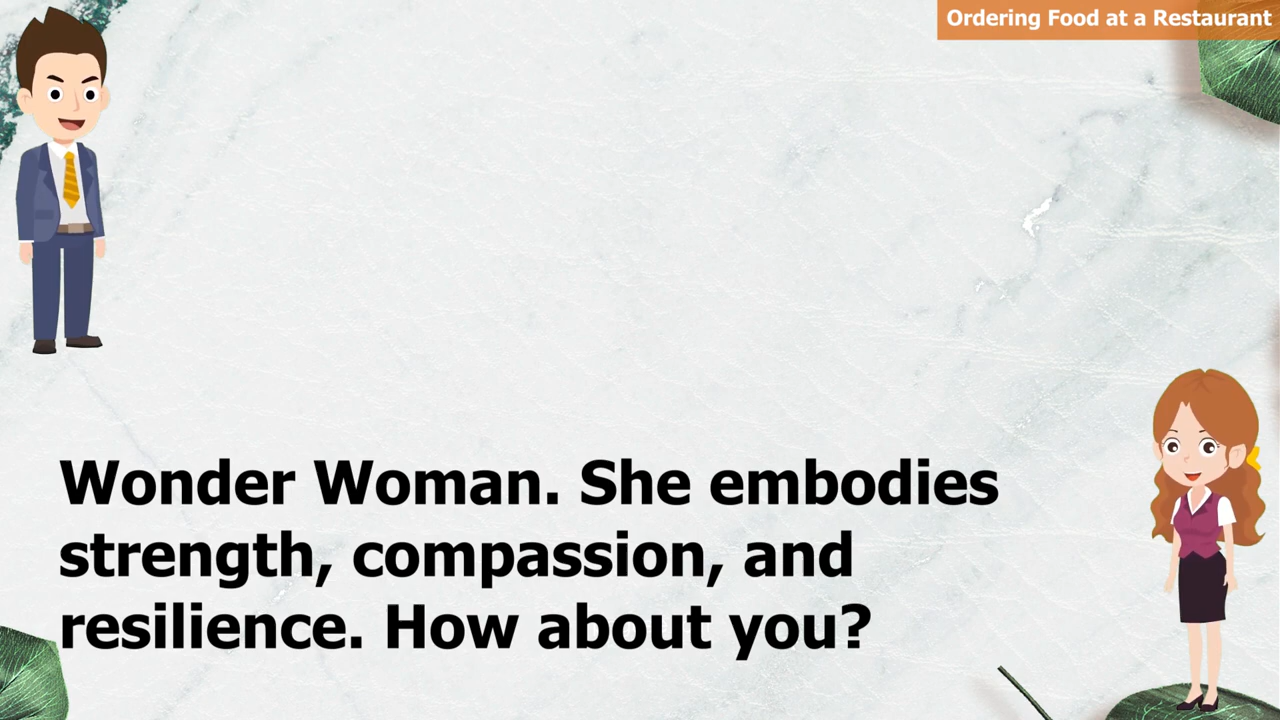 Ordering Food at a Restaurant
Wonder Woman. She embodies
strength, compassion, and
resilience. How about you?